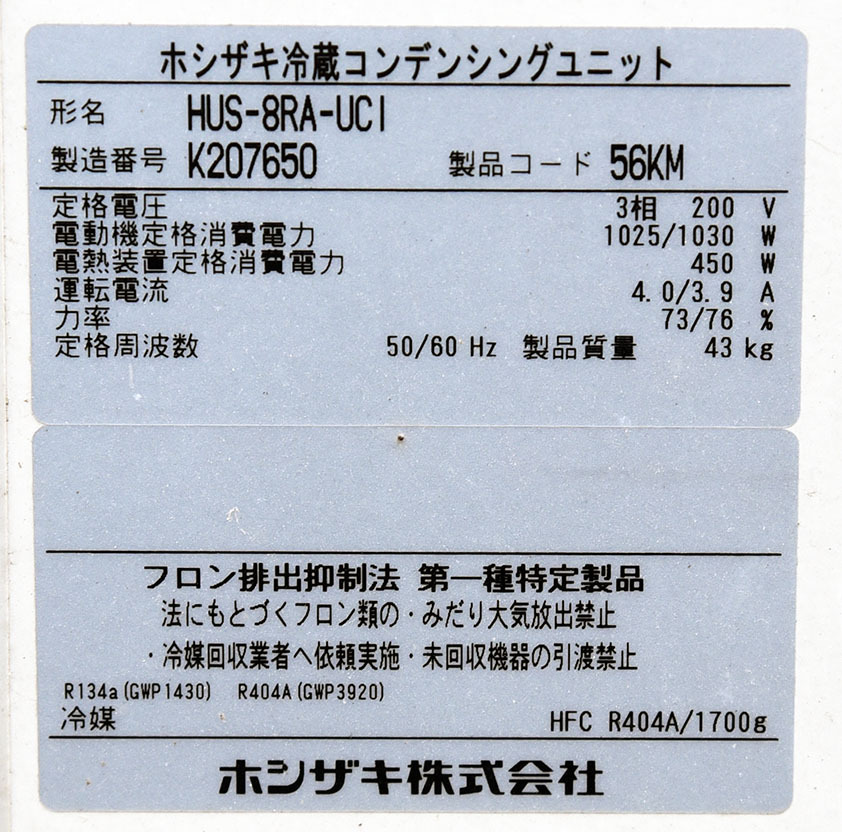 ホシザキ冷蔵コンデンシングユニット
形名 HUS-8RA-UCI
製造番号 K207650 製品コード 56KM
定格電圧 3相 200 V
電動機定格消費電力 1025/1030 W
電熱装置定格消費電力 450 W
運転電流 4.0/3.9 A
力率 73/76 %
定格周波数 50/60 Hz 製品質量 43 kg
フロン排出抑制法 第一種特定製品
法にもとづくフロン類の・みだり大気放出禁止
・冷媒回収業者へ依頼実施・未回収機器の引渡禁止
R134a(GWP1430) R404A(GWP3920)
冷媒 HFC R404A/1700g
ホシザキ株式会社